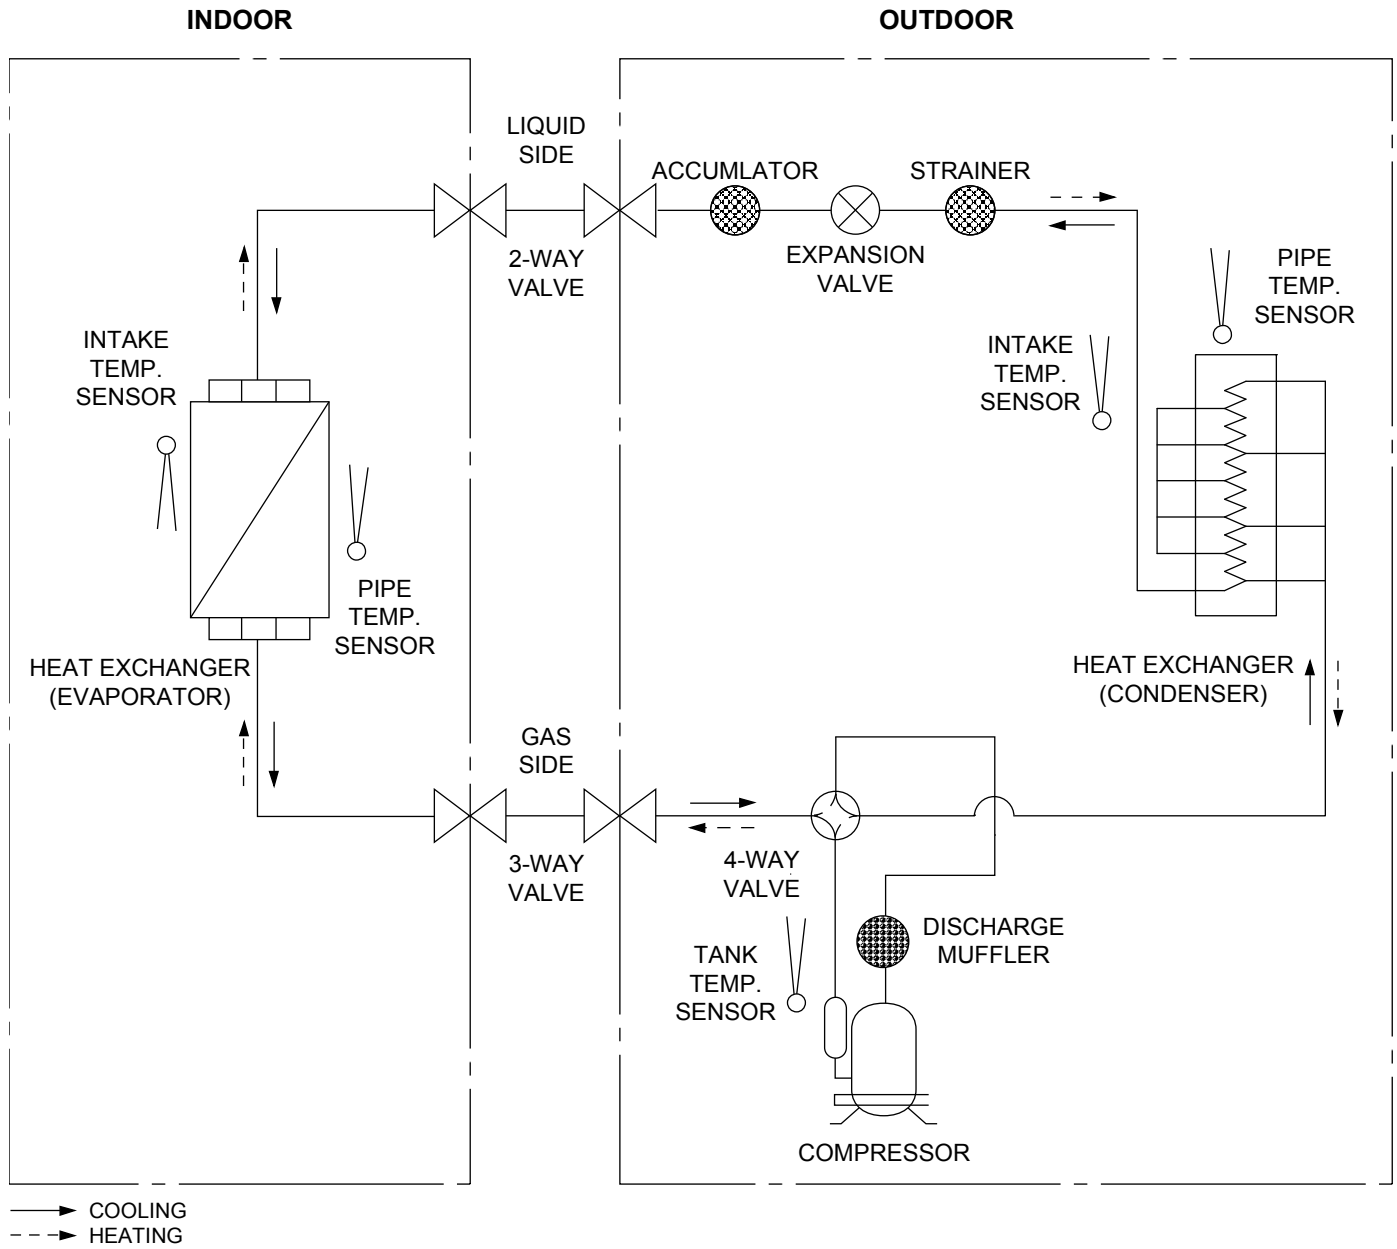 INDOOR
OUTDOOR
LIQUID
SIDE
ACCUMLATOR
STRAINER
2-WAY
VALVE
EXPANSION
VALVE
PIPE
TEMP.
SENSOR
INTAKE
TEMP.
SENSOR
INTAKE
TEMP.
SENSOR
PIPE
TEMP.
SENSOR
HEAT EXCHANGER
(EVAPORATOR)
HEAT EXCHANGER
(CONDENSER)
GAS
SIDE
3-WAY
VALVE
4-WAY
VALVE
TANK
TEMP.
SENSOR
DISCHARGE
MUFFLER
COMPRESSOR
COOLING
HEATING